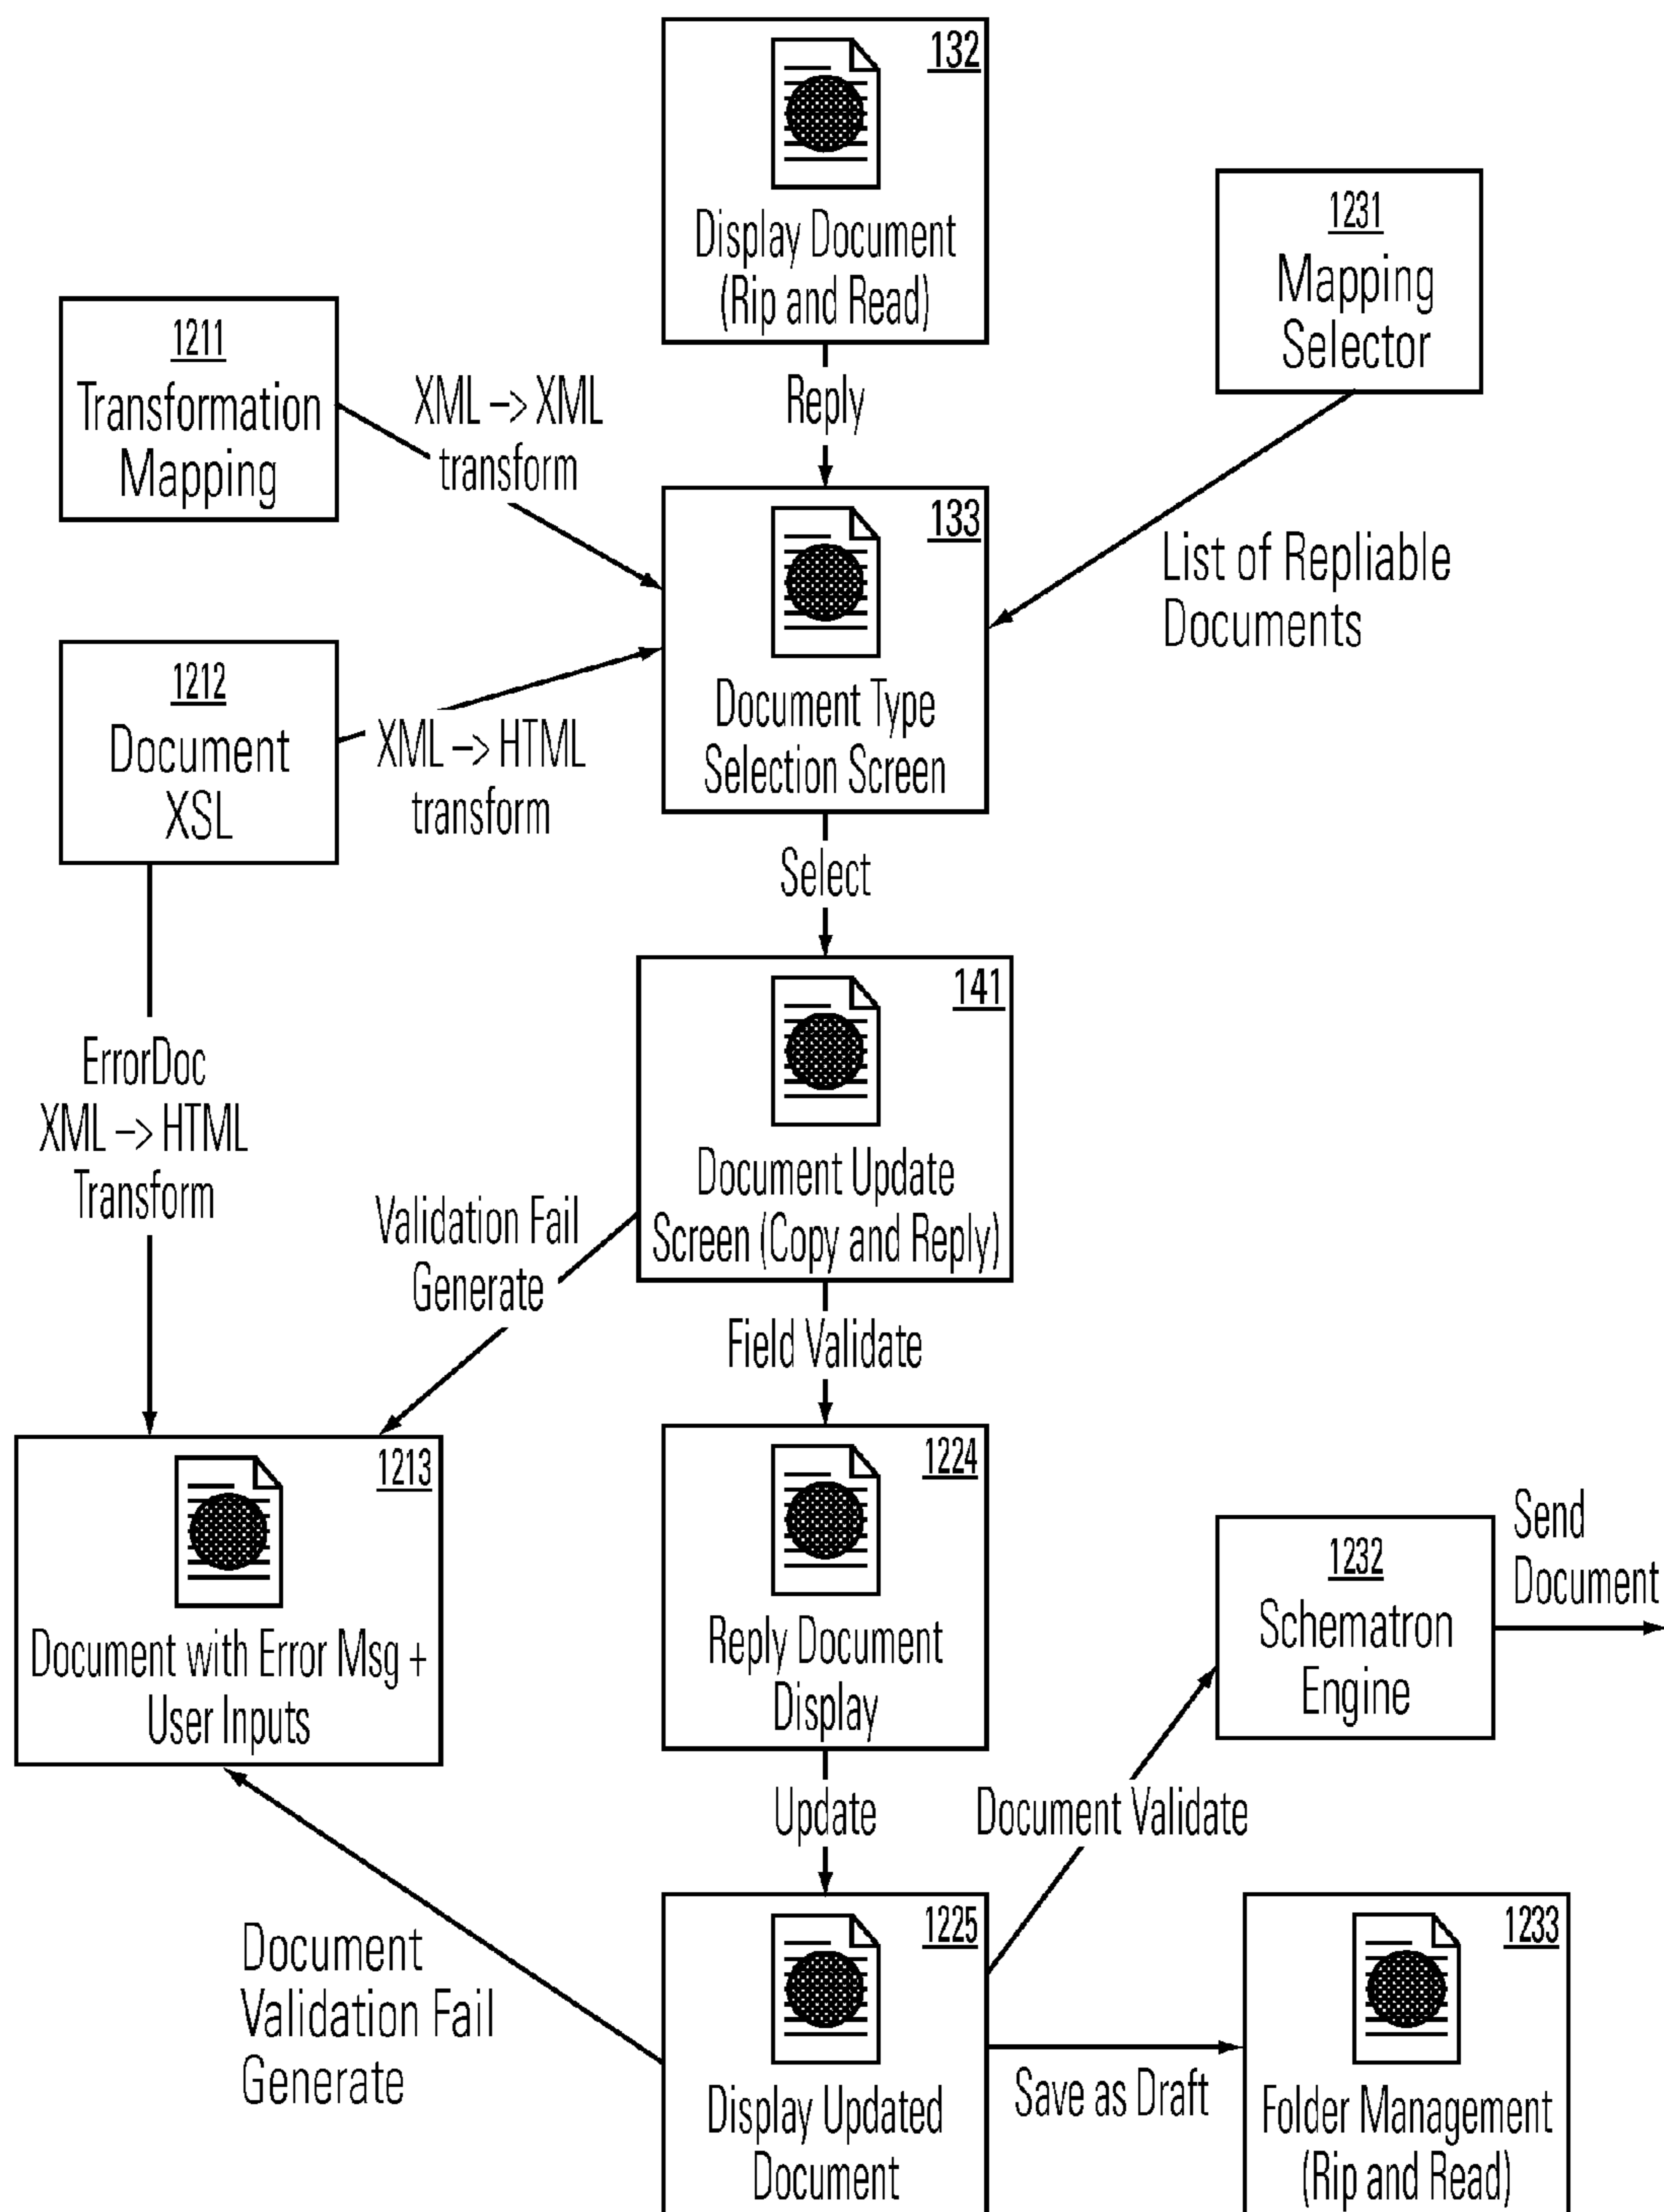 132
Display Document
(Rip and Read)
1231
Mapping
Selector
1211
Transformation
Mapping
XML –> XML
transform
Reply
133
Document Type
Selection Screen
List of Repliable
Documents
1212
Document
XSL
XML –> HTML
transform
Select
141
Document Update
Screen (Copy and Reply)
ErrorDoc
XML –> HTML
Transform
Validation Fail
Generate
Field Validate
1213
Document with Error Msg +
User Inputs
1224
Reply Document
Display
1232
Schematron
Engine
Send
Document
Update
Document Validate
Document
Validation Fail
Generate
1225
Display Updated
Document
Save as Draft
1233
Folder Management
(Rip and Read)